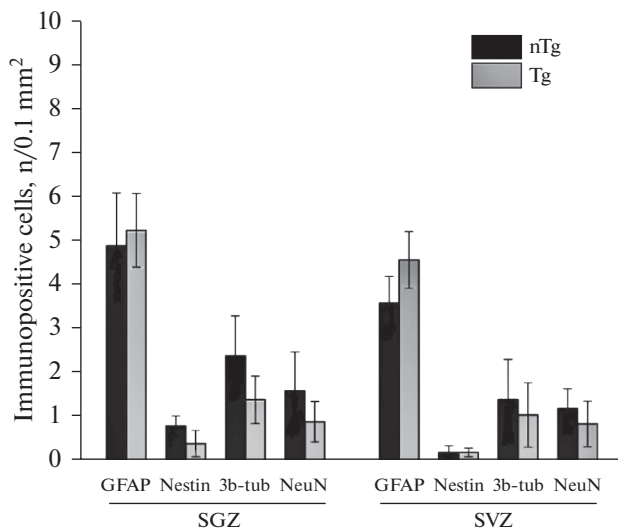 Immunopositive cells, n/0.1 mm²
10
9
8
7
6
5
4
3
2
1
0
nTg
Tg
GFAP Nestin 3b-tub NeuN GFAP Nestin 3b-tub NeuN
SGZ SVZ